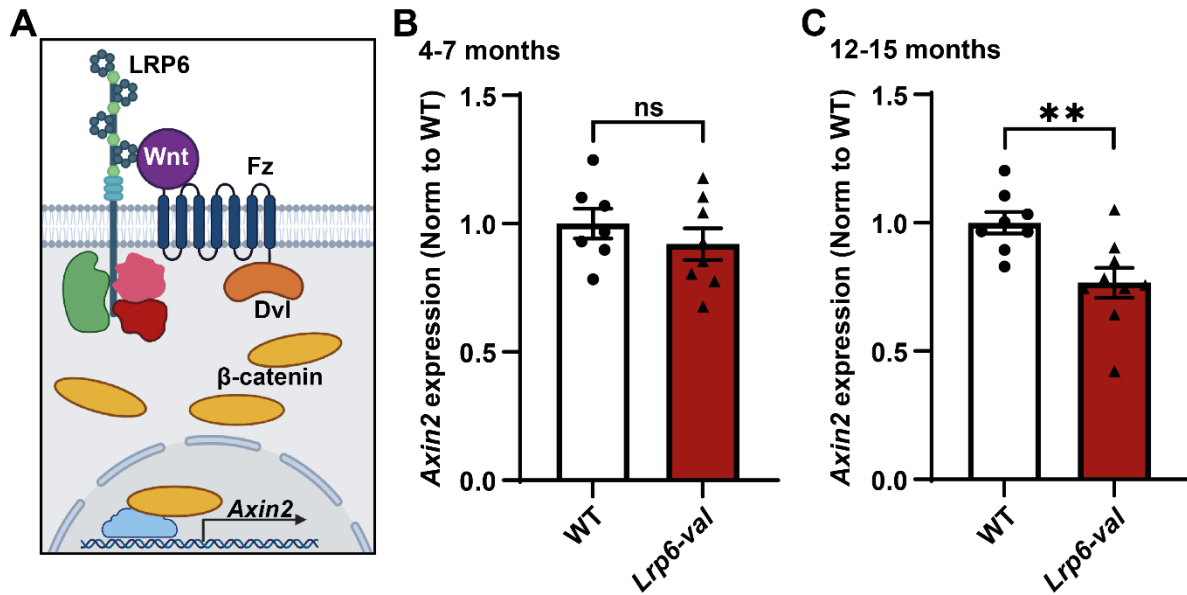 A
LRP6
Wnt
Fz
Dvl
β-catenin
Axin2
B
4-7 months
Axin2 expression (Norm to WT)
1.5
1.0
0.5
0.0
ns
WT
Lrp6-val
C
12-15 months
Axin2 expression (Norm to WT)
1.5
1.0
0.5
0.0
**
WT
Lrp6-val